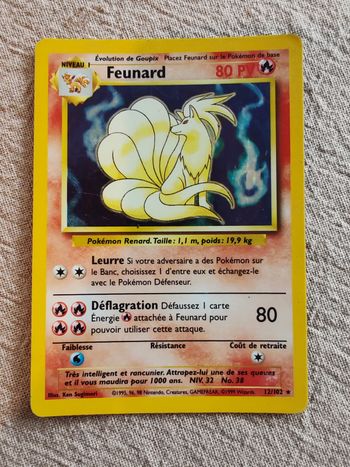 Évolution de Goupix Placez Feunard sur le Pokémon de base
NIVEAU 1
Feunard 80 PV
Pokémon Renard. Taille : 1,1 m, poids : 19,9 kg
Leurre Si votre adversaire a des Pokémon sur
le Banc, choisissez 1 d'entre eux et échangez-le
avec le Pokémon Défenseur.
Déflagration Défaussez 1 carte
Énergie attachée à Feunard pour
pouvoir utiliser cette attaque.
80
Faiblesse Résistance Coût de retraite
Très intelligent et rancunier. Attrapez-lui une de ses queues
et il vous maudira pour 1000 ans. NIV. 32 No. 38
Illus. Ken Sugimori ©1995, 96, 98 Nintendo, Creatures, GAMEFREAK. ©1999 Wizards. 12/102 ★